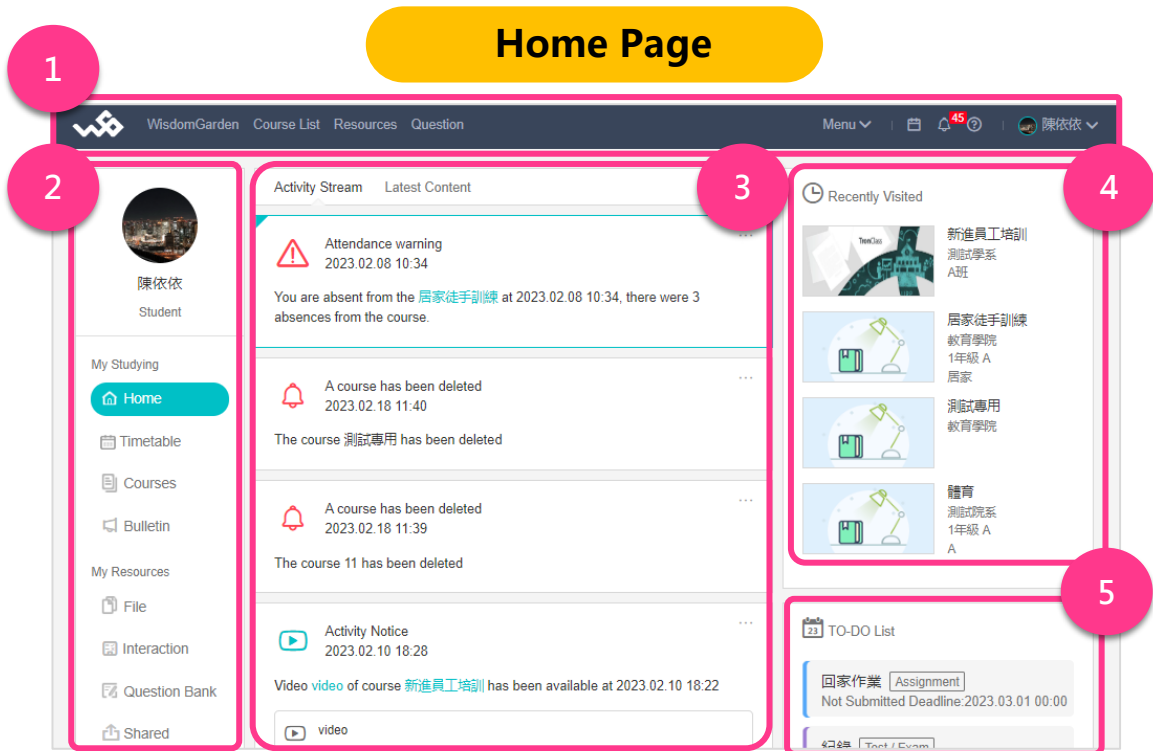 Home Page
1
WisdomGarden Course List Resources Question Menu 45 陳依依
2
陳依依
Student
My Studying
Home
Timetable
Courses
Bulletin
My Resources
File
Interaction
Question Bank
Shared
3
Activity Stream Latest Content
Attendance warning
2023.02.08 10:34
You are absent from the 居家徒手訓練 at 2023.02.08 10:34, there were 3
absences from the course.
A course has been deleted
2023.02.18 11:40
The course 測試專用 has been deleted
A course has been deleted
2023.02.18 11:39
The course 11 has been deleted
Activity Notice
2023.02.10 18:28
Video video of course 新進員工培訓 has been available at 2023.02.10 18:22
video
4
Recently Visited
TronClass
新進員工培訓
測試學系
A班
居家徒手訓練
教育學院
1年級 A
居家
測試專用
教育學院
體育
測試院系
1年級 A
A
5
23 TO-DO List
回家作業 Assignment
Not Submitted Deadline:2023.03.01 00:00
紀錄 Test / Exam